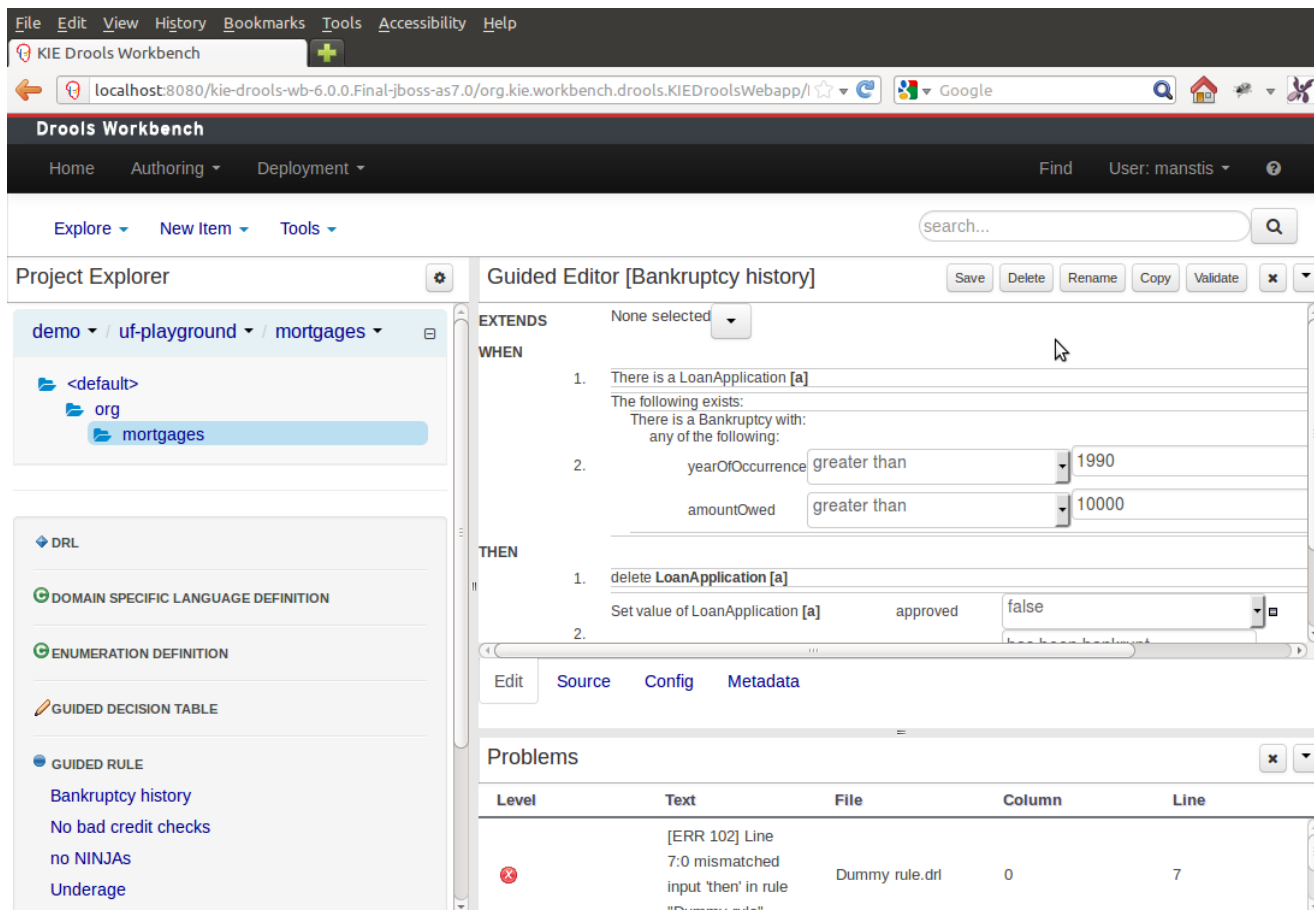 File Edit View History Bookmarks Tools Accessibility Help
KIE Drools Workbench
localhost:8080/kie-drools-wb-6.0.0.Final-jboss-as7.0/org.kie.workbench.drools.KIEDroolsWebapp/ Google
Drools Workbench
Home Authoring Deployment Find User: manstis
Explore New Item Tools search...
Project Explorer
demo / uf-playground / mortgages
<default>
org
mortgages
DRL
DOMAIN SPECIFIC LANGUAGE DEFINITION
ENUMERATION DEFINITION
GUIDED DECISION TABLE
GUIDED RULE
Bankruptcy history
No bad credit checks
no NINJAs
Underage
Guided Editor [Bankruptcy history] Save Delete Rename Copy Validate
EXTENDS None selected
WHEN
1. There is a LoanApplication [a]
The following exists:
There is a Bankruptcy with:
any of the following:
2. yearOfOccurrence greater than 1990
amountOwed greater than 10000
THEN
1. delete LoanApplication [a]
Set value of LoanApplication [a] approved false
2.
has been bankrupt
Edit Source Config Metadata
Problems
Level Text File Column Line
[ERR 102] Line
7:0 mismatched
input 'then' in rule
"Dummy rule"
Dummy rule.drl 0 7